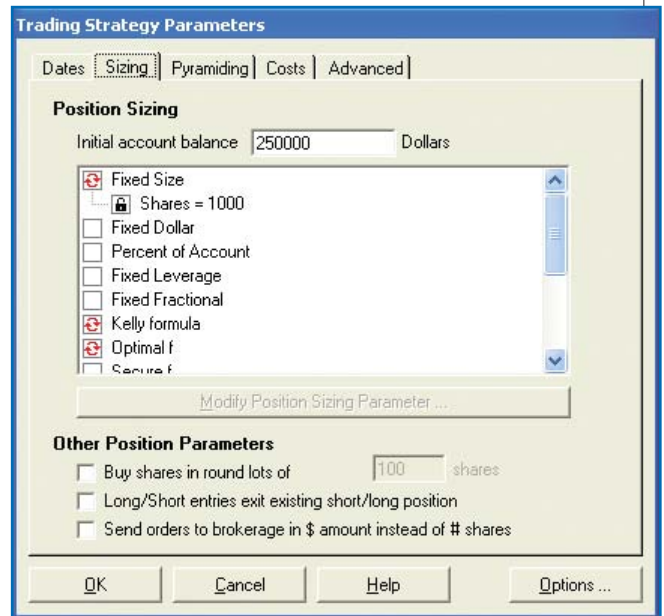 Trading Strategy Parameters
Dates Sizing Pyramiding Costs Advanced
Position Sizing
Initial account balance 250000 Dollars
Fixed Size
Shares = 1000
Fixed Dollar
Percent of Account
Fixed Leverage
Fixed Fractional
Kelly formula
Optimal f
Secure f
Modify Position Sizing Parameter ...
Other Position Parameters
Buy shares in round lots of 100 shares
Long/Short entries exit existing short/long position
Send orders to brokerage in $ amount instead of # shares
OK Cancel Help Options ...